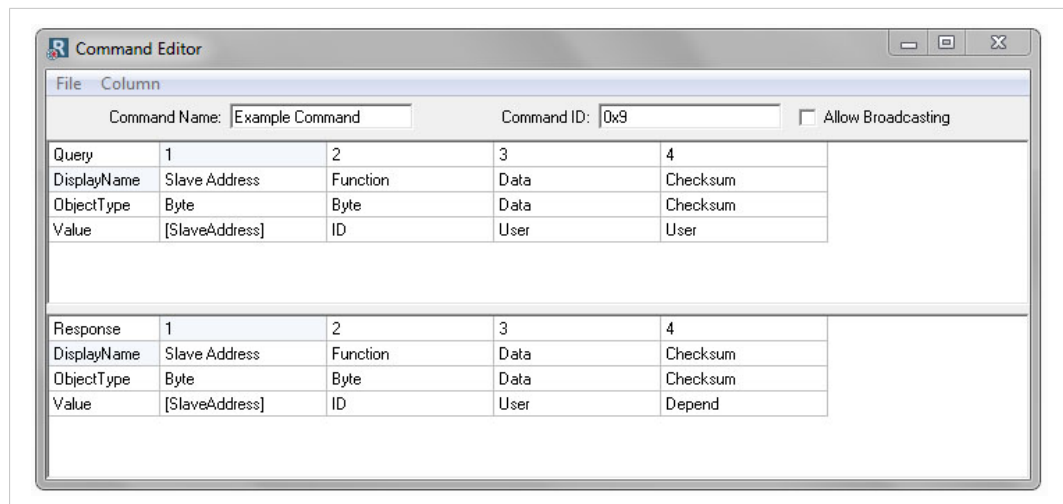 Command Editor
File Column
Command Name: Example Command Command ID: 0x9 Allow Broadcasting
Query 1 2 3 4
DisplayName Slave Address Function Data Checksum
ObjectType Byte Byte Data Checksum
Value [SlaveAddress] ID User User
Response 1 2 3 4
DisplayName Slave Address Function Data Checksum
ObjectType Byte Byte Data Checksum
Value [SlaveAddress] ID User Depend